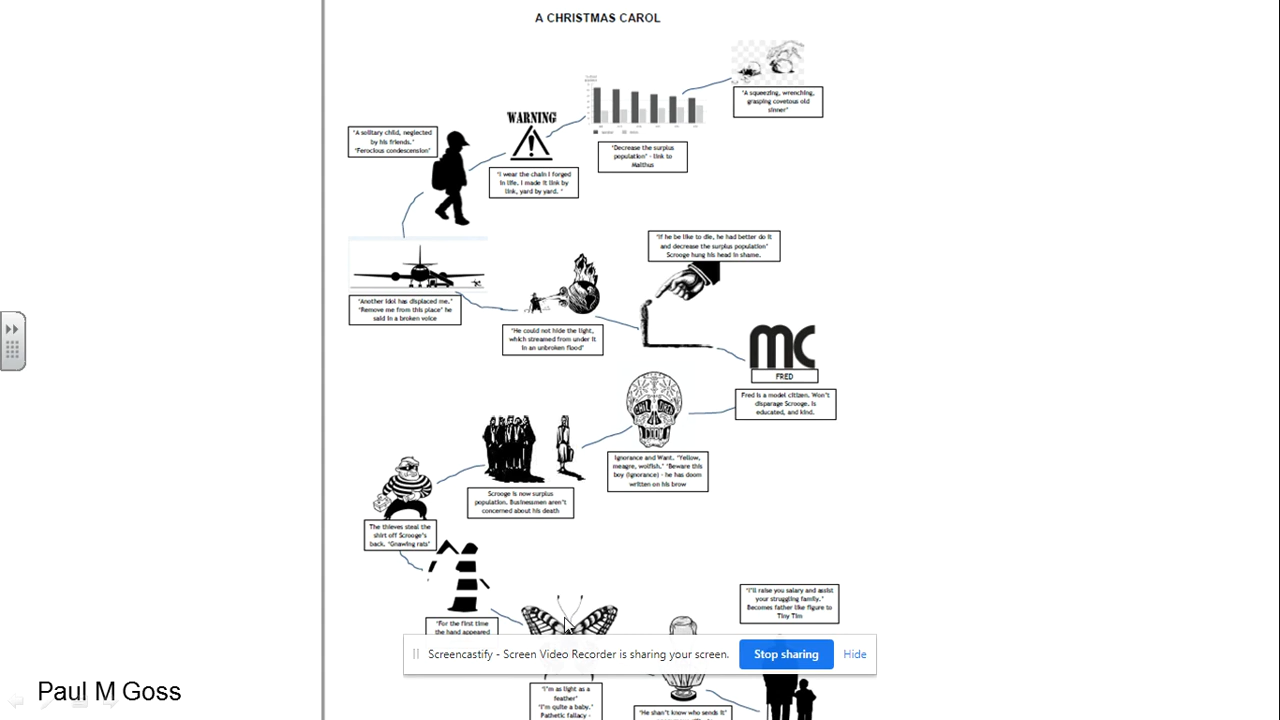 A CHRISTMAS CAROL
"A squeezing, wrenching,
grasping covetous old
sinner"
"Decrease the surplus
population" - link to
Malthus
WARNING
"I wear the chain I forged
in life. I made it link by
link, yard by yard. "
"A solitary child, neglected
by his friends."
"Ferocious condescension"
"Another Idol has displaced me."
"Remove me from this place" he
said in a broken voice
"He could not hide the light,
which streamed from under it
in an unbroken flood"
"If he be like to die, he had better do it
and decrease the surplus population"
Scrooge hung his head in shame.
MC
FRED
Fred is a model citizen. Won't
disparage Scrooge. Is
educated, and kind.
Ignorance and Want. "Yellow,
meagre, wolfish." "Beware this
boy (Ignorance) - he has doom
written on his brow
Scrooge is now surplus
population. Businessmen aren't
concerned about his death
The thieves steal the
shirt off Scrooge's
back. "Gnawing rats"
"For the first time
the hand appeared
"I'm as light as a
feather"
"I'm quite a baby."
Pathetic fallacy -
"He shan't know who sends it"
"I'll raise you salary and assist
your struggling family."
Becomes father like figure to
Tiny Tim
Screencastify - Screen Video Recorder is sharing your screen.
Stop sharing
Hide
Paul M Goss